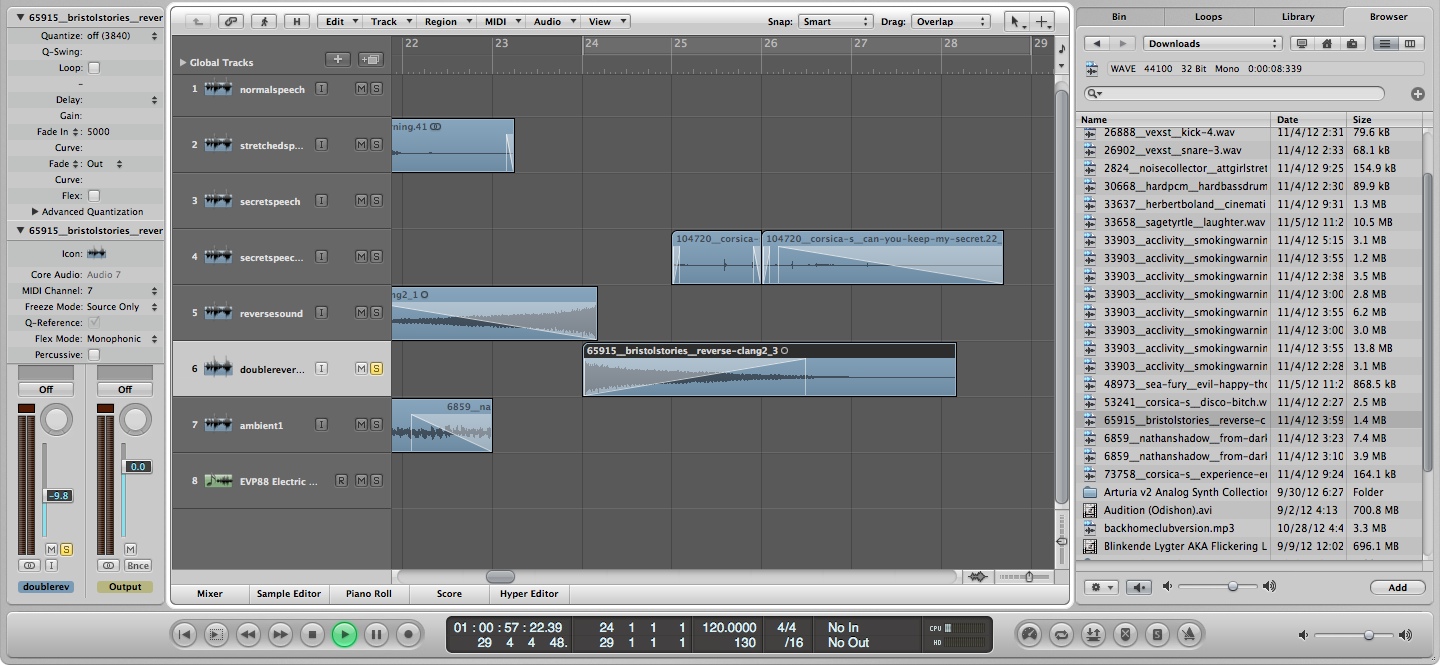 65915__bristolstories__rever
Quantize: off (3840)
Q-Swing:
Loop:
–
Delay:
Gain:
Fade In: 5000
Curve:
Fade: Out
Curve:
Flex:
Advanced Quantization
65915__bristolstories__rever
Icon:
Core Audio: Audio 7
MIDI Channel: 7
Freeze Mode: Source Only
Q-Reference:
Flex Mode: Monophonic
Percussive:
Off Off
-9.8 0.0
M S M
I Bnce
doublerev Output
H Edit Track Region MIDI Audio View Snap: Smart Drag: Overlap
22 23 24 25 26 27 28 29
Global Tracks
1 normalspeech I M S
2 stretchedsp... I M S
ning.41
3 secretspeech I M S
4 secretspeec... I M S
104720__corsica- 104720__corsica-s__can-you-keep-my-secret.22_
5 reversesound I M S
ng2_1
6 doublerever... I M S
65915__bristolstories__reverse-clang2_3
7 ambient1 I M S
6859__na
8 EVP88 Electric ... R M S
Mixer Sample Editor Piano Roll Score Hyper Editor
Bin Loops Library Browser
Downloads
WAVE 44100 32 Bit Mono 0:00:08:339
Name Date Size
26888__vexst__kick-4.wav 11/4/12 2:31 79.6 kB
26902__vexst__snare-3.wav 11/4/12 2:33 68.1 kB
2824__noisecollector__attgirlstret 11/4/12 9:25 154.9 kB
30668__hardpcm__hardbassdrum 11/4/12 2:30 89.9 kB
33637__herbertboland__cinemati 11/4/12 9:31 1.3 MB
33658__sagetyrtle__laughter.wav 11/5/12 11:2 10.5 MB
33903__acclivity__smokingwarnin 11/4/12 5:15 3.1 MB
33903__acclivity__smokingwarnin 11/4/12 3:55 1.2 MB
33903__acclivity__smokingwarnin 11/4/12 2:38 3.5 MB
33903__acclivity__smokingwarnin 11/4/12 3:00 2.8 MB
33903__acclivity__smokingwarnin 11/4/12 3:55 6.2 MB
33903__acclivity__smokingwarnin 11/4/12 3:00 3.0 MB
33903__acclivity__smokingwarnin 11/4/12 3:55 13.8 MB
33903__acclivity__smokingwarnin 11/4/12 2:28 3.1 MB
48973__sea-fury__evil-happy-tho 11/5/12 11:2 868.5 kB
53241__corsica-s__disco-bitch.w 11/4/12 2:27 2.5 MB
65915__bristolstories__reverse-c 11/4/12 3:59 1.4 MB
6859__nathanshadow__from-dark 11/4/12 3:23 7.4 MB
6859__nathanshadow__from-dark 11/4/12 3:10 3.9 MB
73758__corsica-s__experience-er 11/4/12 9:24 164.1 kB
Arturia v2 Analog Synth Collection 9/30/12 6:27 Folder
Audition (Odishon).avi 9/2/12 4:13 700.8 MB
backhomeclubversion.mp3 10/28/12 4:4 3.3 MB
Blinkende Lygter AKA Flickering L 9/9/12 12:02 696.1 MB
Add
01 : 00 : 57 : 22.39 24 1 1 1 120.0000 4/4 No In CPU
29 4 4 48. 29 1 1 1 130 /16 No Out HD
S